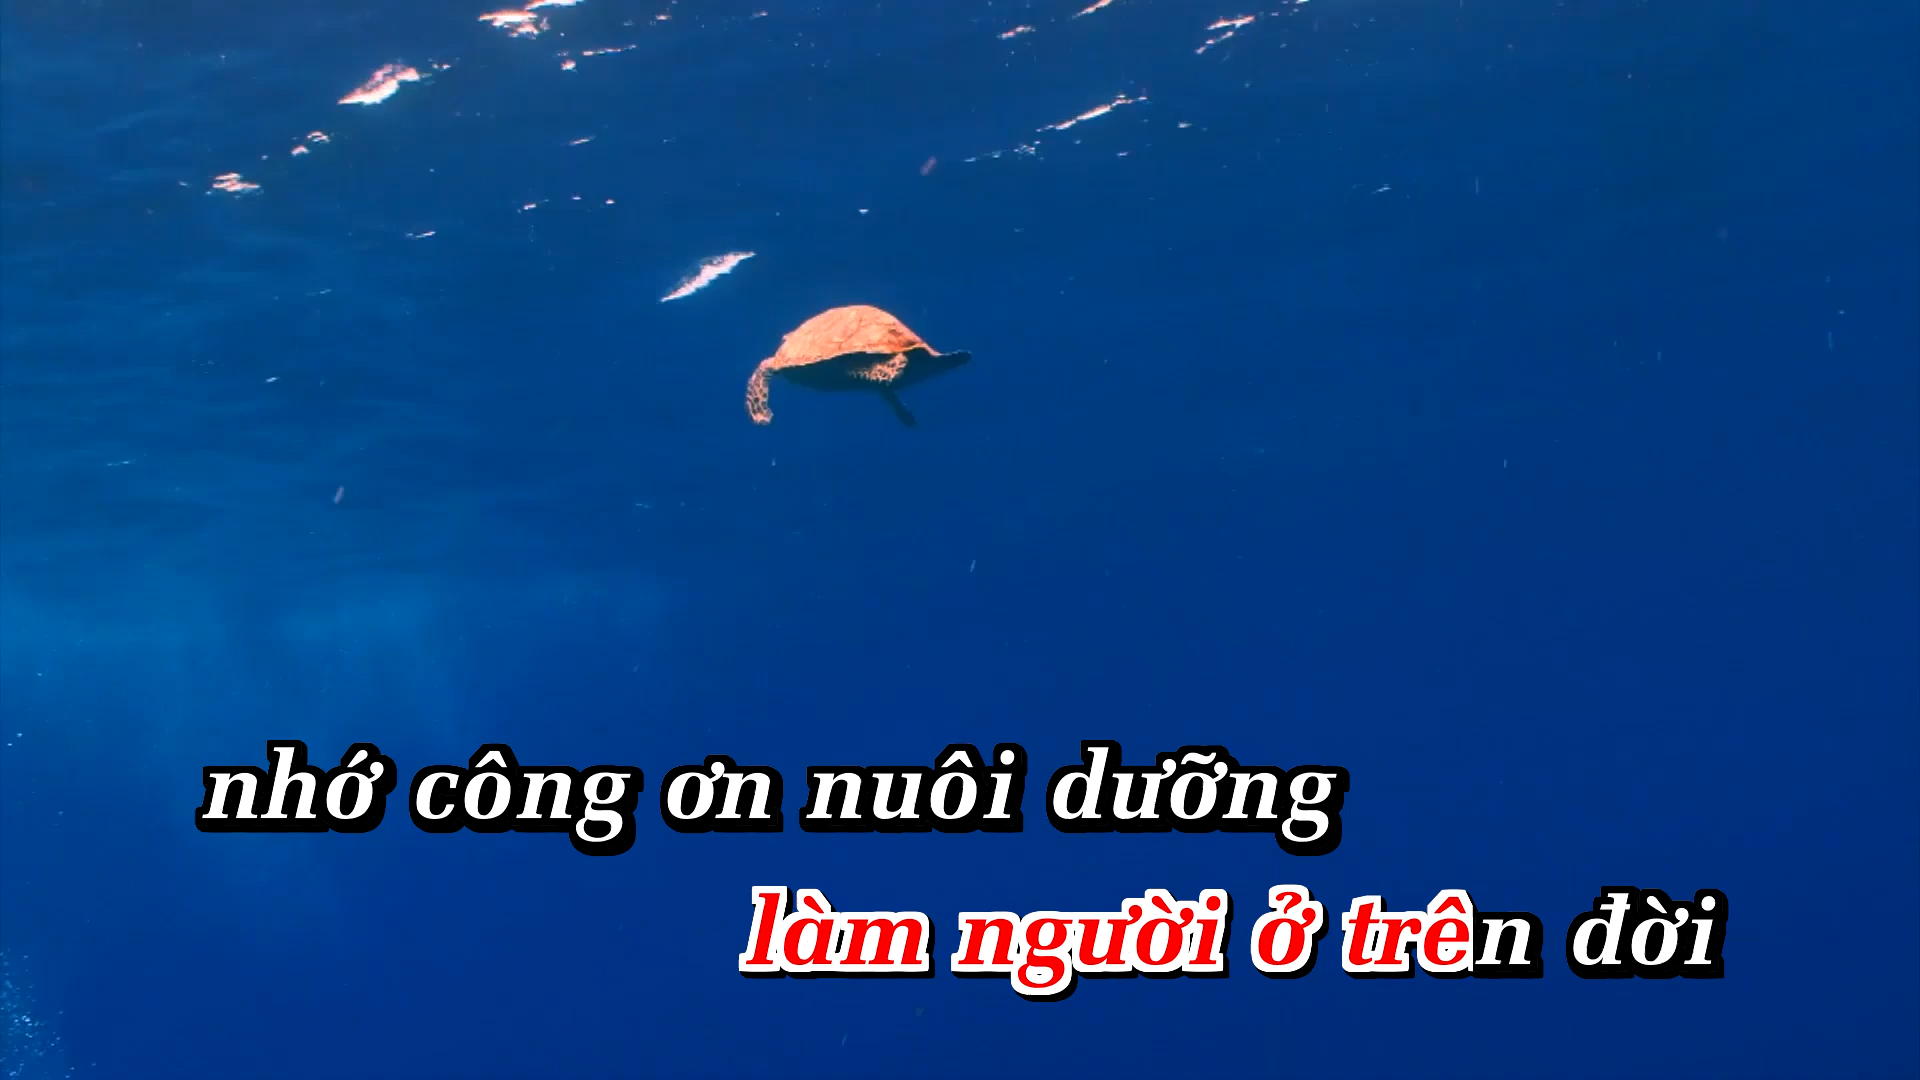 nhớ công ơn nuôi dưỡng
làm người ở trên đời